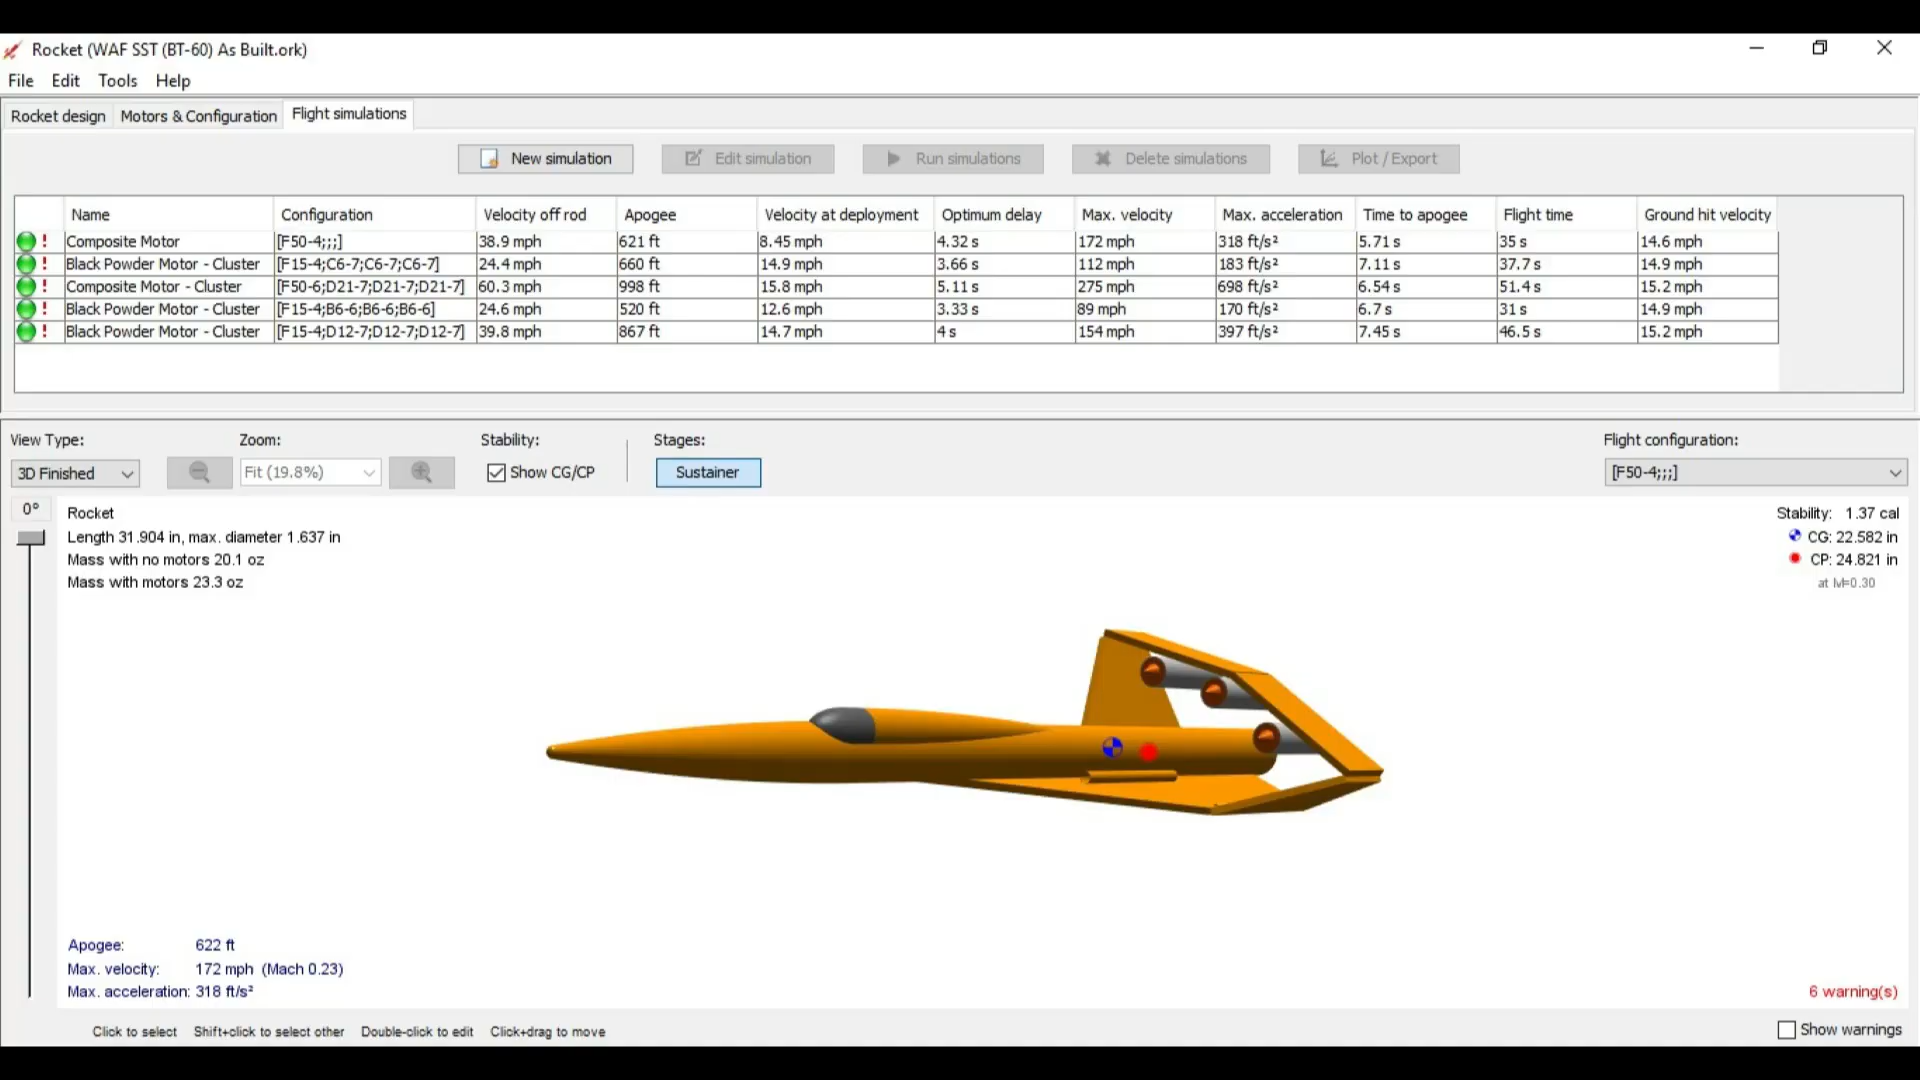 Rocket (WAF SST (BT-60) As Built.ork)
File Edit Tools Help
Rocket design Motors & Configuration Flight simulations
New simulation Edit simulation Run simulations Delete simulations Plot / Export
Name Configuration Velocity off rod Apogee Velocity at deployment Optimum delay Max. velocity Max. acceleration Time to apogee Flight time Ground hit velocity
! Composite Motor [F50-4;;;] 38.9 mph 621 ft 8.45 mph 4.32 s 172 mph 318 ft/s² 5.71 s 35 s 14.6 mph
! Black Powder Motor - Cluster [F15-4;C6-7;C6-7;C6-7] 24.4 mph 660 ft 14.9 mph 3.66 s 112 mph 183 ft/s² 7.11 s 37.7 s 14.9 mph
! Composite Motor - Cluster [F50-6;D21-7;D21-7;D21-7] 60.3 mph 998 ft 15.8 mph 5.11 s 275 mph 698 ft/s² 6.54 s 51.4 s 15.2 mph
! Black Powder Motor - Cluster [F15-4;B6-6;B6-6;B6-6] 24.6 mph 520 ft 12.6 mph 3.33 s 89 mph 170 ft/s² 6.7 s 31 s 14.9 mph
! Black Powder Motor - Cluster [F15-4;D12-7;D12-7;D12-7] 39.8 mph 867 ft 14.7 mph 4 s 154 mph 397 ft/s² 7.45 s 46.5 s 15.2 mph
View Type: Zoom: Stability: Stages: Flight configuration:
3D Finished Fit (19.8%) Show CG/CP Sustainer [F50-4;;;]
0°
Rocket
Length 31.904 in, max. diameter 1.637 in
Mass with no motors 20.1 oz
Mass with motors 23.3 oz
Stability: 1.37 cal
CG: 22.582 in
CP: 24.821 in
at M=0.30
Apogee: 622 ft
Max. velocity: 172 mph (Mach 0.23)
Max. acceleration: 318 ft/s²
6 warning(s)
Click to select Shift+click to select other Double-click to edit Click+drag to move
Show warnings